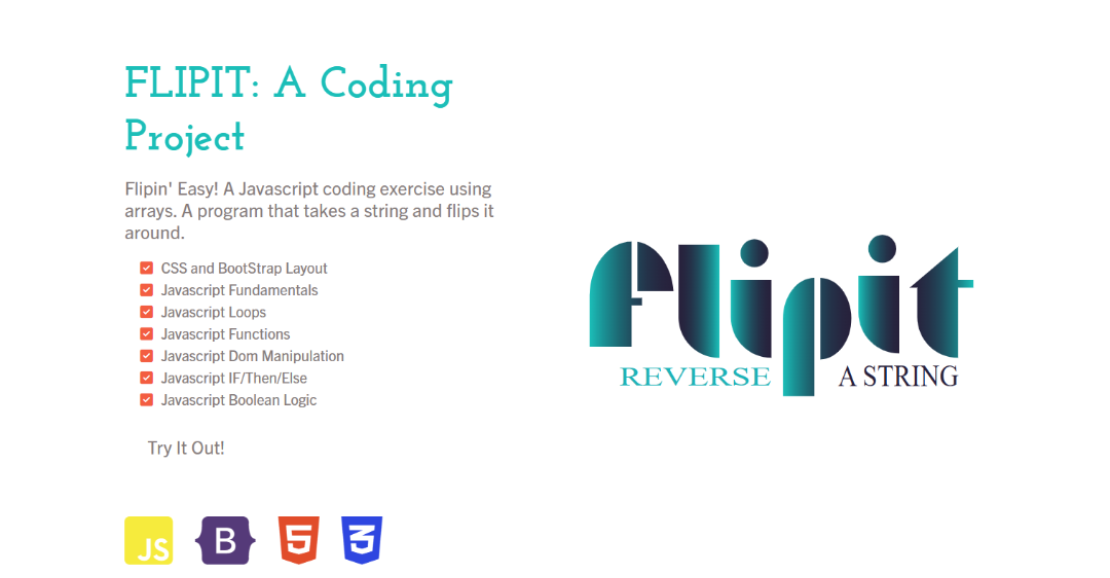 FLIPIT: A Coding
Project
Flipin' Easy! A Javascript coding exercise using
arrays. A program that takes a string and flips it
around.
CSS and BootStrap Layout
Javascript Fundamentals
Javascript Loops
Javascript Functions
Javascript Dom Manipulation
Javascript IF/Then/Else
Javascript Boolean Logic
Try It Out!
JS
B
5
3
flipit
REVERSE A STRING